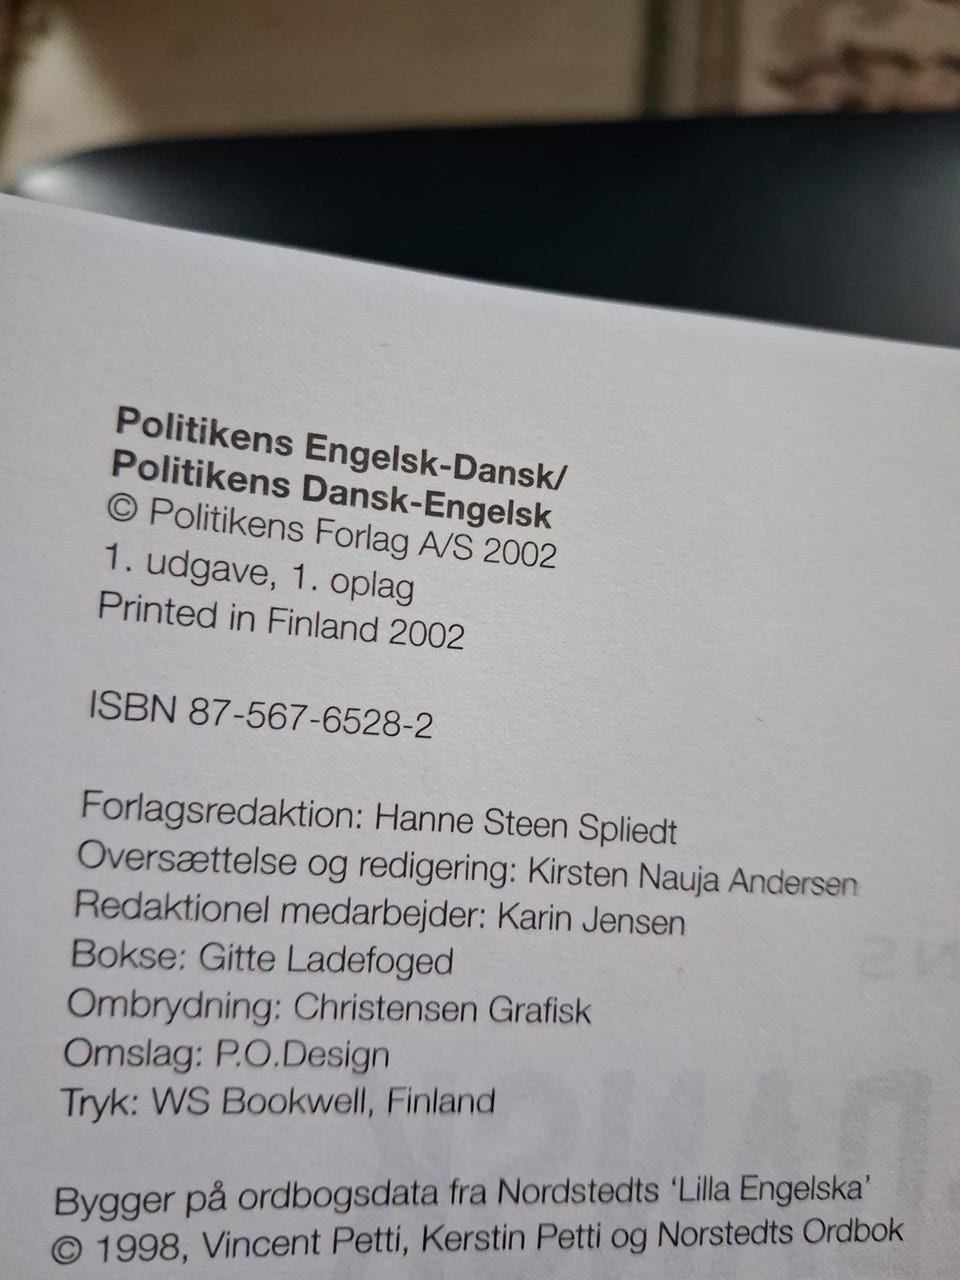 Politikens Engelsk-Dansk/
Politikens Dansk-Engelsk
© Politikens Forlag A/S 2002
1. udgave, 1. oplag
Printed in Finland 2002
ISBN 87-567-6528-2
Forlagsredaktion: Hanne Steen Spliedt
Oversættelse og redigering: Kirsten Nauja Andersen
Redaktionel medarbejder: Karin Jensen
Bokse: Gitte Ladefoged
Ombrydning: Christensen Grafisk
Omslag: P.O.Design
Tryk: WS Bookwell, Finland
Bygger på ordbogsdata fra Nordstedts ‘Lilla Engelska’
© 1998, Vincent Petti, Kerstin Petti og Norstedts Ordbok